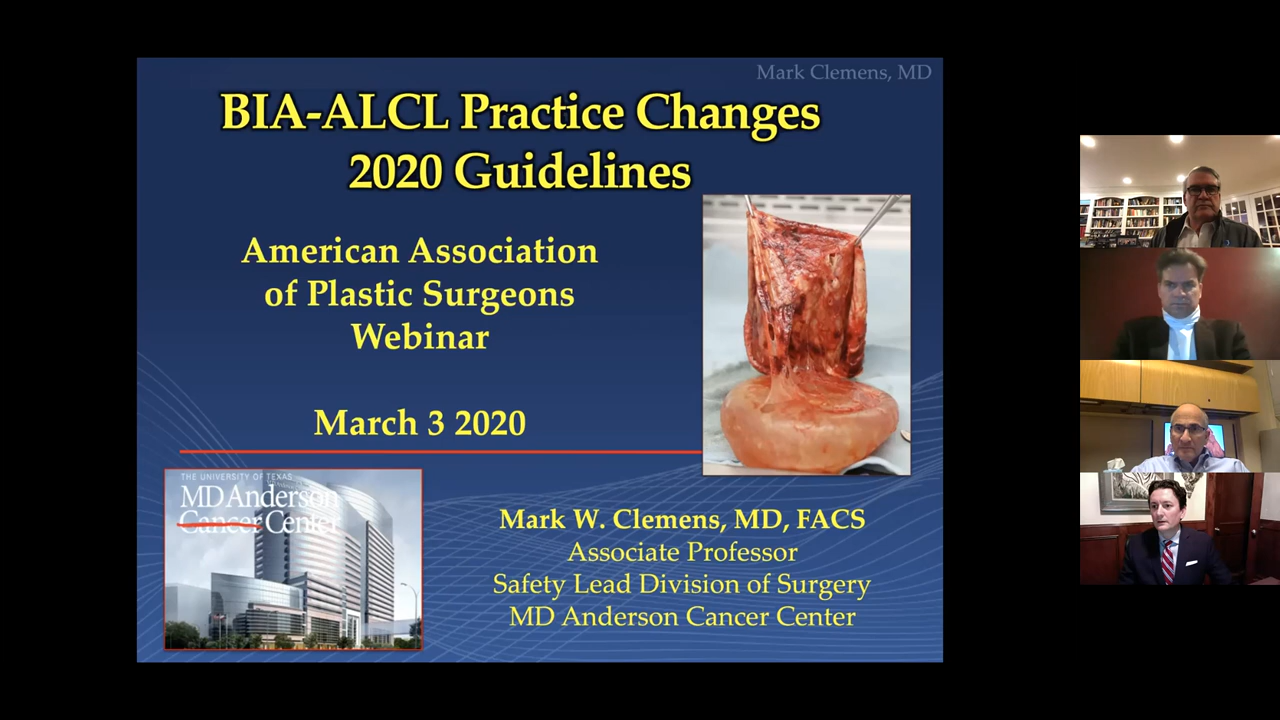 Mark Clemens, MD
BIA-ALCL Practice Changes
2020 Guidelines
American Association
of Plastic Surgeons
Webinar
March 3 2020
THE UNIVERSITY OF TEXAS
MD Anderson
Cancer Center
Mark W. Clemens, MD, FACS
Associate Professor
Safety Lead Division of Surgery
MD Anderson Cancer Center